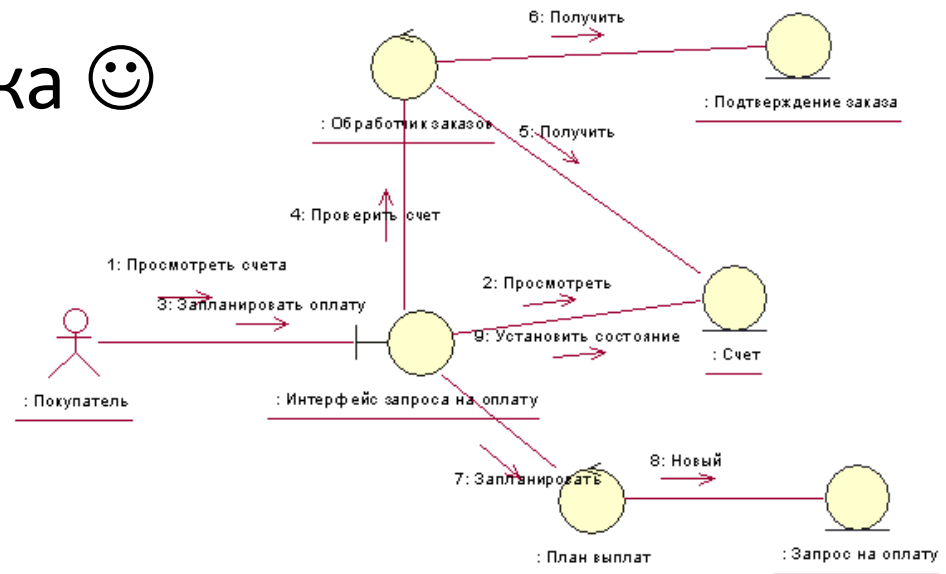 ка ☺
6: Получить
: Подтверждение заказа
: Обработчик заказов
5: Получить
4: Проверить счет
1: Просмотреть счета
3: Запланировать оплату
2: Просмотреть
9: Установить состояние
: Счет
: Покупатель
: Интерфейс запроса на оплату
7: Запланировать
8: Новый
: План выплат
: Запрос на оплату